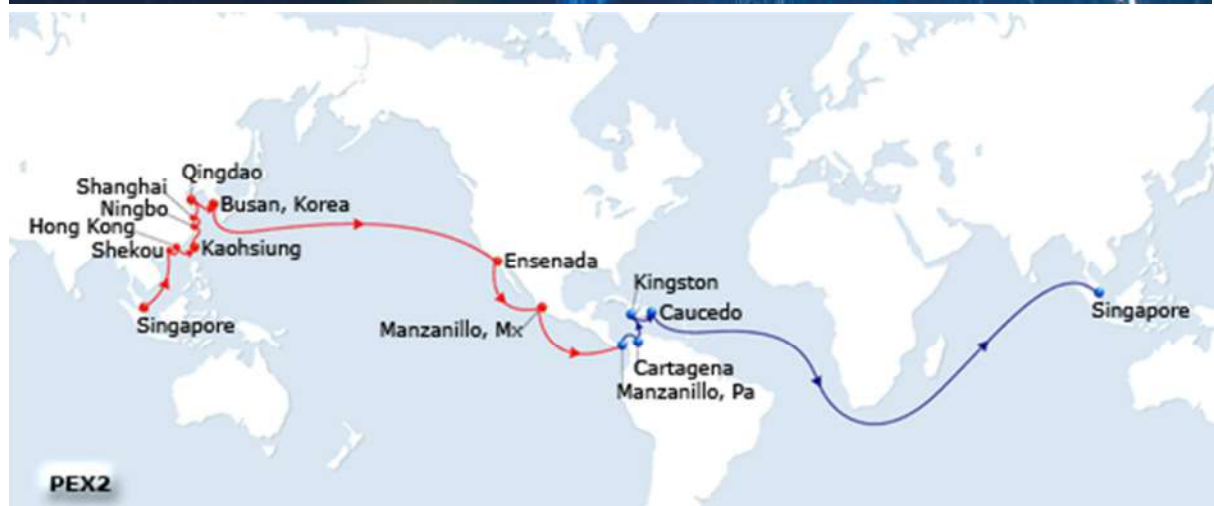 Qingdao
Shanghai
Ningbo
Busan, Korea
Hong Kong
Shekou
Kaohsiung
Singapore
Ensenada
Manzanillo, Mx
Kingston
Caucedo
Cartagena
Manzanillo, Pa
Singapore
PEX2